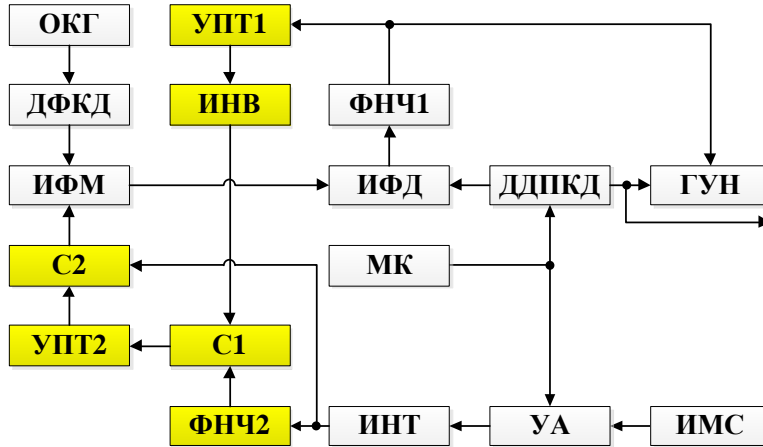 ОКГ УПТ1
ДФКД ИНВ ФНЧ1
ИФМ ИФД ДДПКД ГУН
С2 МК
УПТ2 С1
ФНЧ2 ИНТ УА ИМС